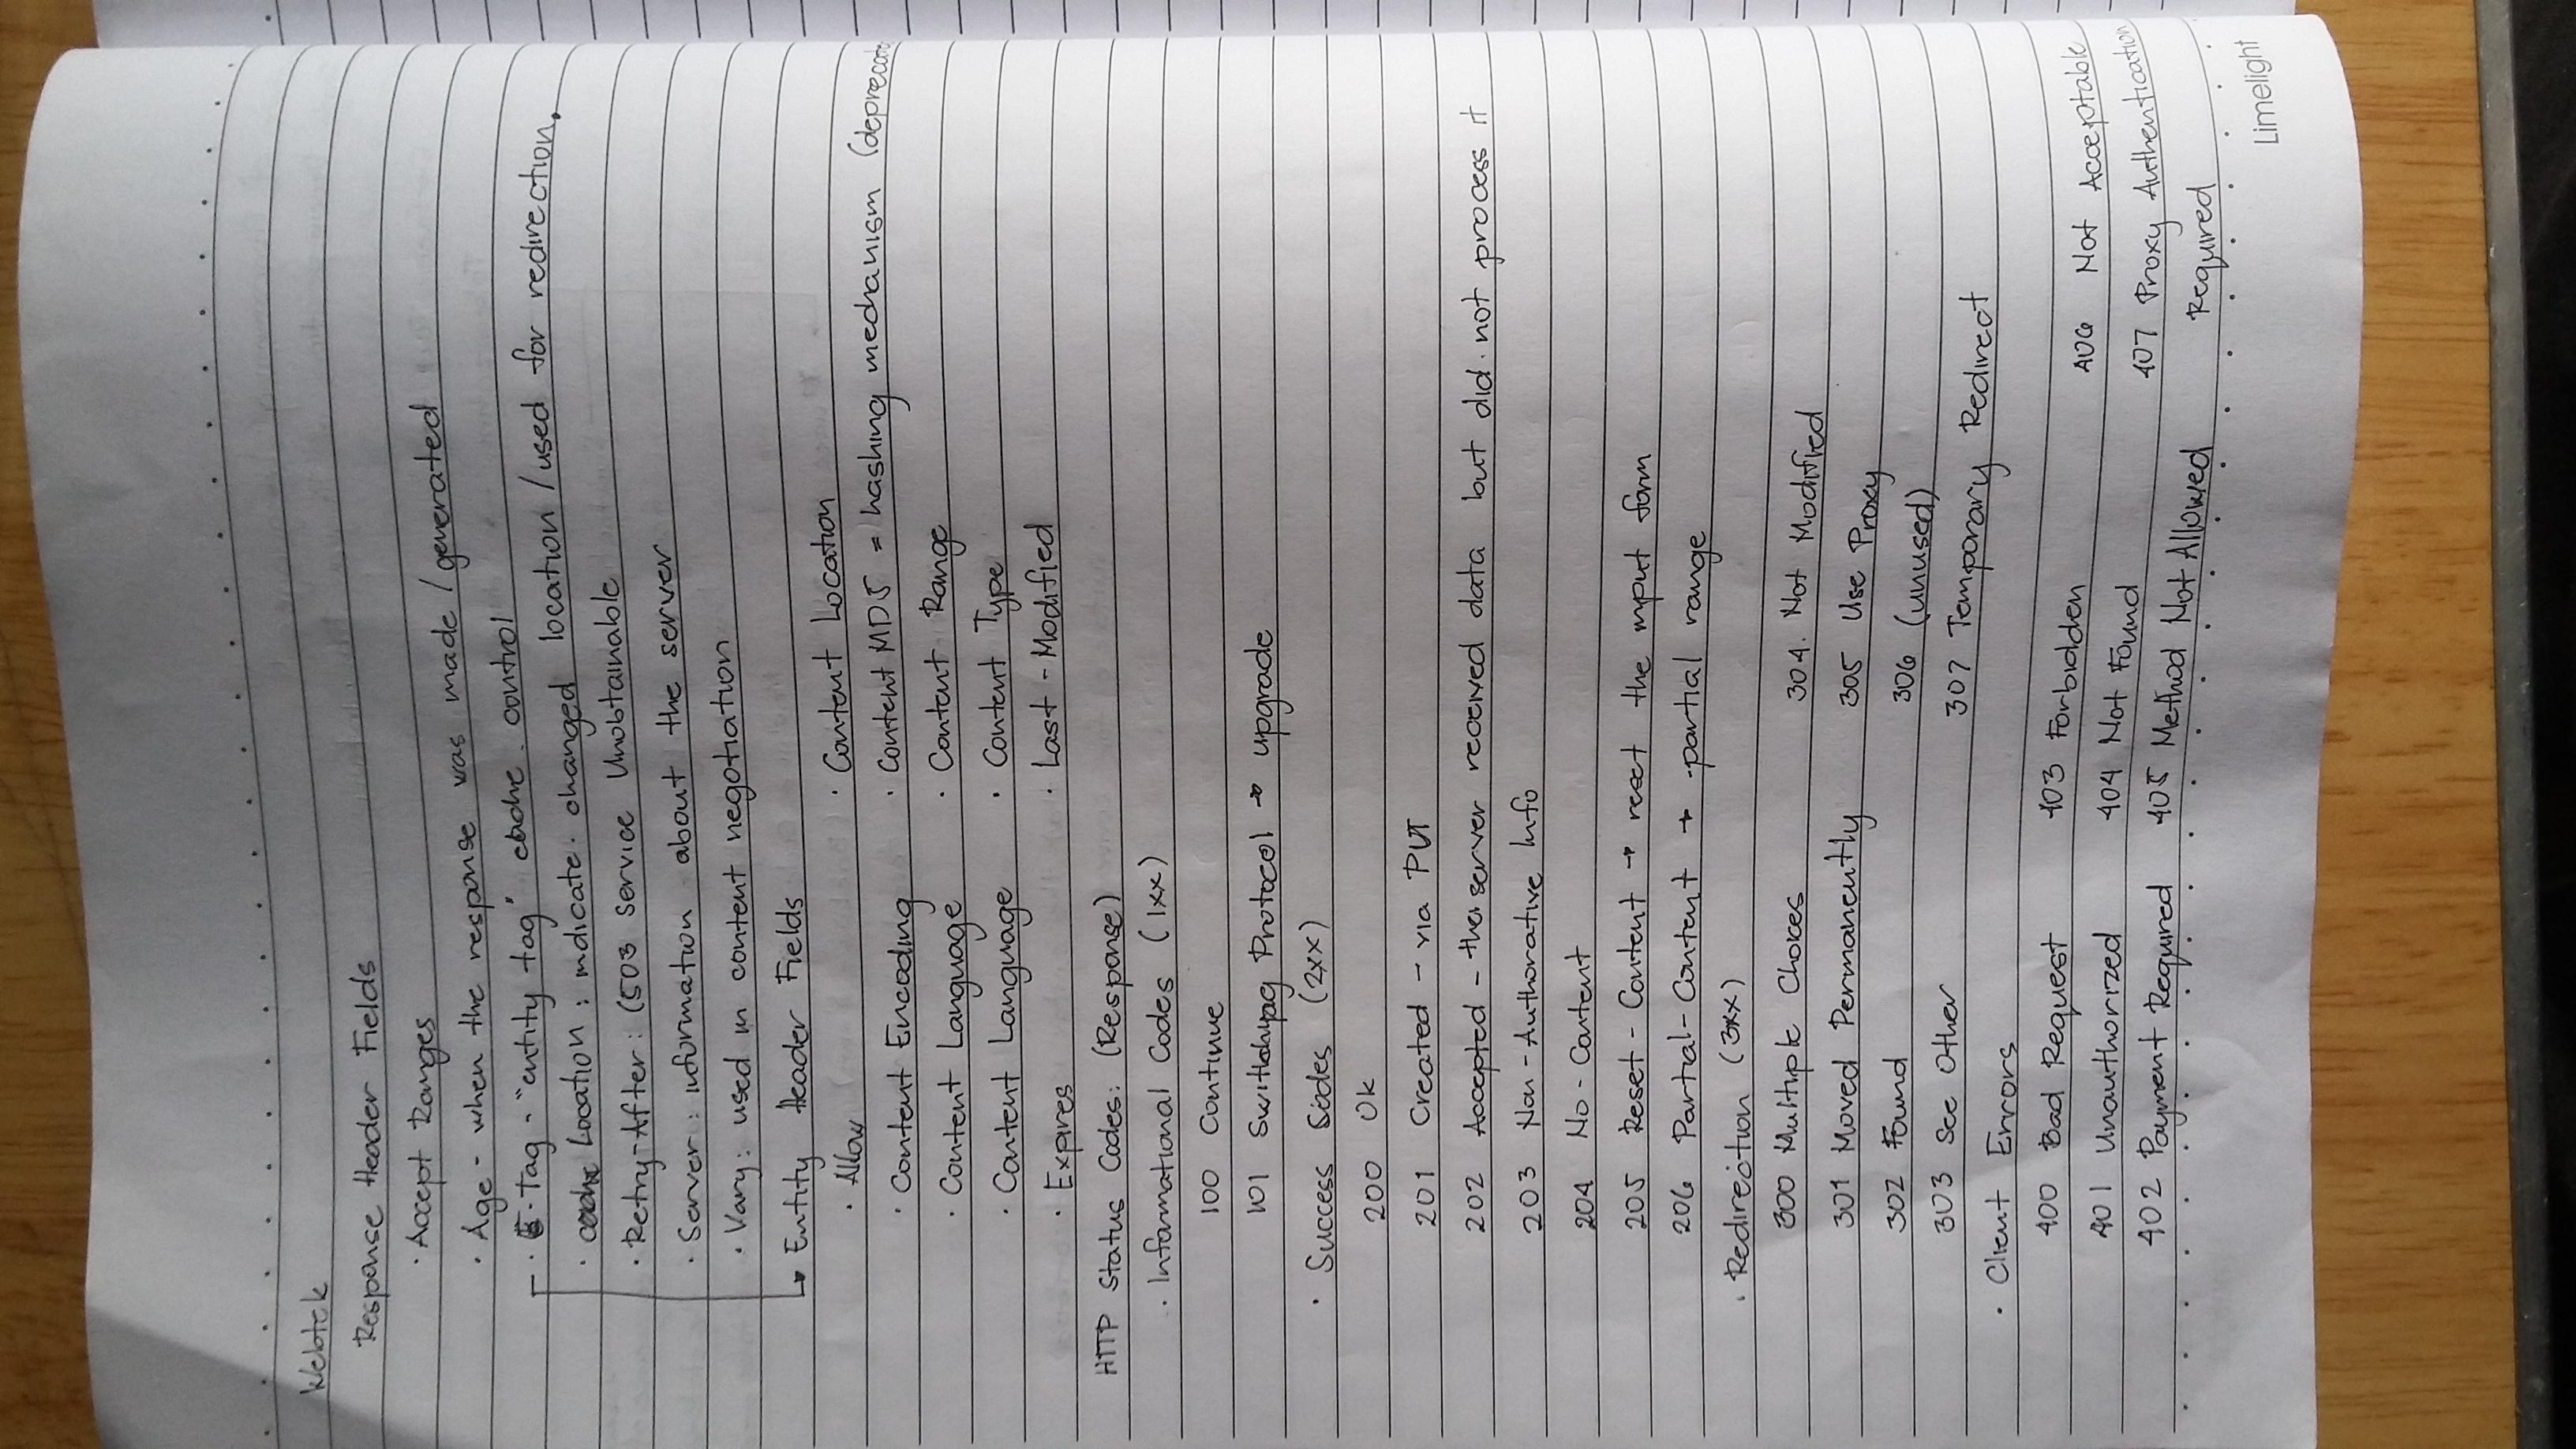 Webtek
Response Header Fields
· Accept Ranges
· Age - when the response was made / generated
· E-Tag - "entity tag" cache control
· Location : indicate changed location / used for redirection.
· Retry-After : (503 Service Unobtainable
· Server : information about the server
· Vary : used in content negotiation
→ Entity Header Fields
· Allow
· Content Location
· Content Encoding
· Content MD5 = hashing mechanism (deprecate
· Content Language
· Content Range
· Content Language
· Content Type
· Expires
· Last - Modified
HTTP Status Codes: (Response)
· Informational Codes (1xx)
100 Continue
101 Switching Protocol → upgrade
· Success Codes (2xx)
200 Ok
201 Created - via PUT
202 Accepted - the server received data but did not process it
203 Non-Authorative Info
204 No-Content
205 Reset-Content → reset the input form
206 Partial-Content → partial range
· Redirection (3xx)
300 Multiple Choices
304. Not Modified
301 Moved Permanently
305 Use Proxy
302 Found
306 (unused)
303 See Other
307 Temporary Redirect
· Client Errors
400 Bad Request
403 Forbidden
406 Not Acceptable
401 Unauthorized
404 Not Found
407 Proxy Authentication
402 Payment Required
405 Method Not Allowed
Required
Limelight